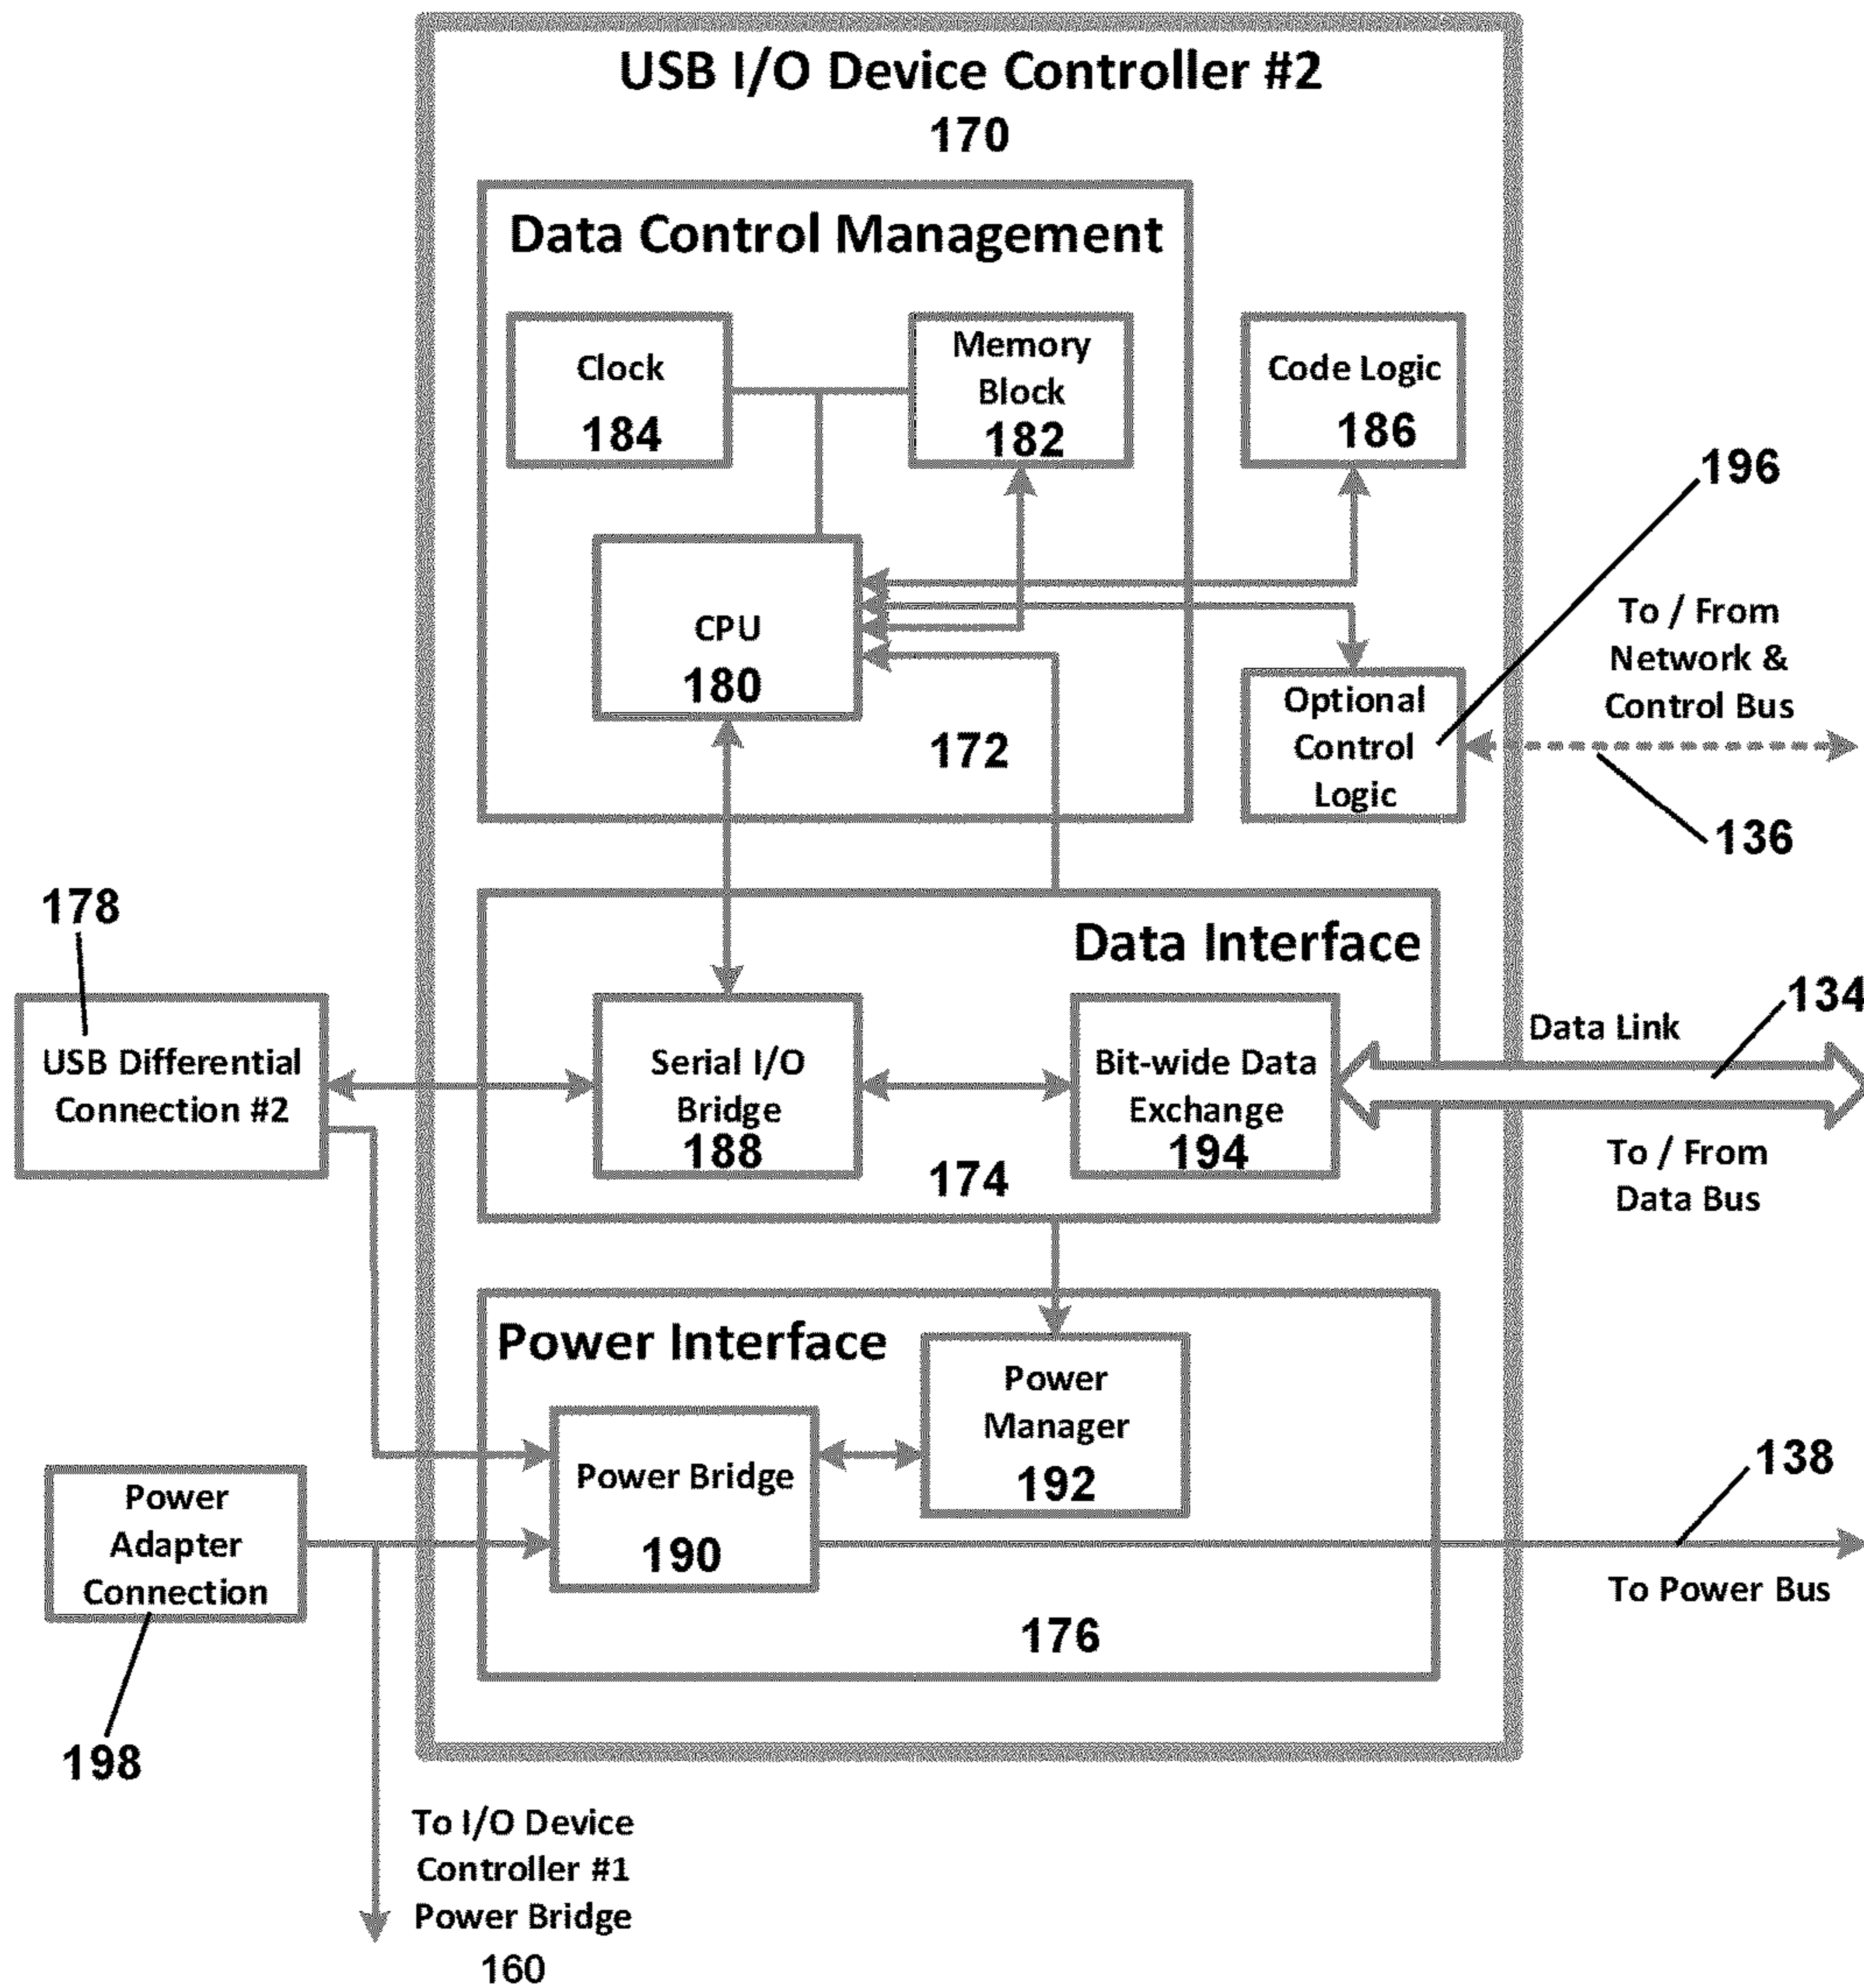 USB I/O Device Controller #2
170
Data Control Management
Clock
184
Memory
Block
182
Code Logic
186
196
CPU
180
172
Optional
Control
Logic
To / From
Network &
Control Bus
136
178
USB Differential
Connection #2
Data Interface
Serial I/O
Bridge
188
174
Bit-wide Data
Exchange
194
Data Link
134
To / From
Data Bus
Power Interface
Power
Manager
192
Power Bridge
190
176
Power
Adapter
Connection
198
138
To Power Bus
To I/O Device
Controller #1
Power Bridge
160